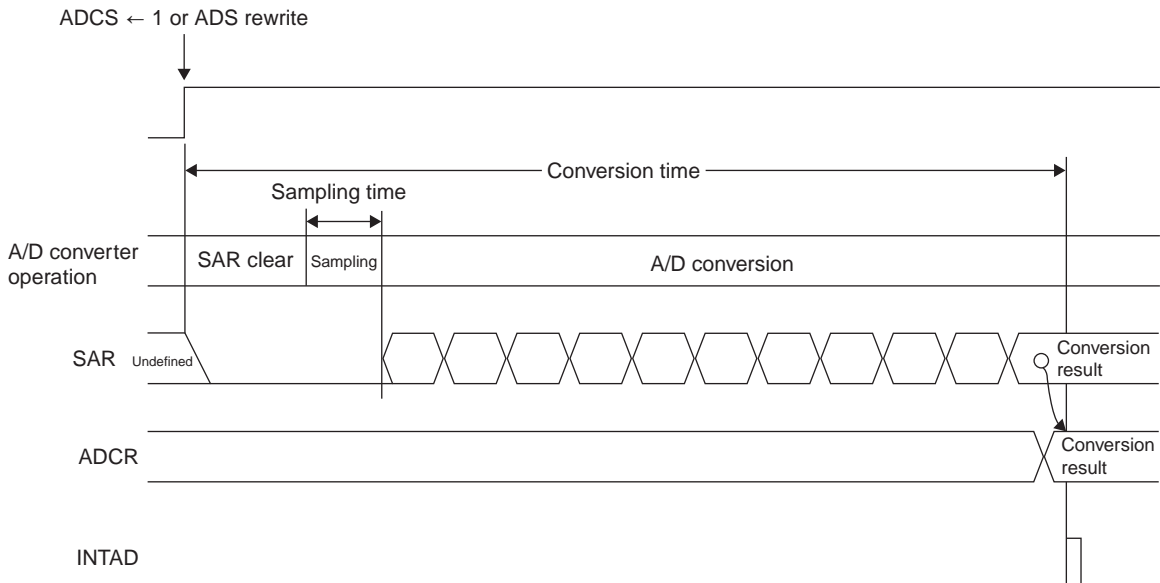 ADCS ← 1 or ADS rewrite
Conversion time
Sampling time
A/D converter
operation
SAR clear
Sampling
A/D conversion
SAR
Undefined
Conversion
result
ADCR
Conversion
result
INTAD